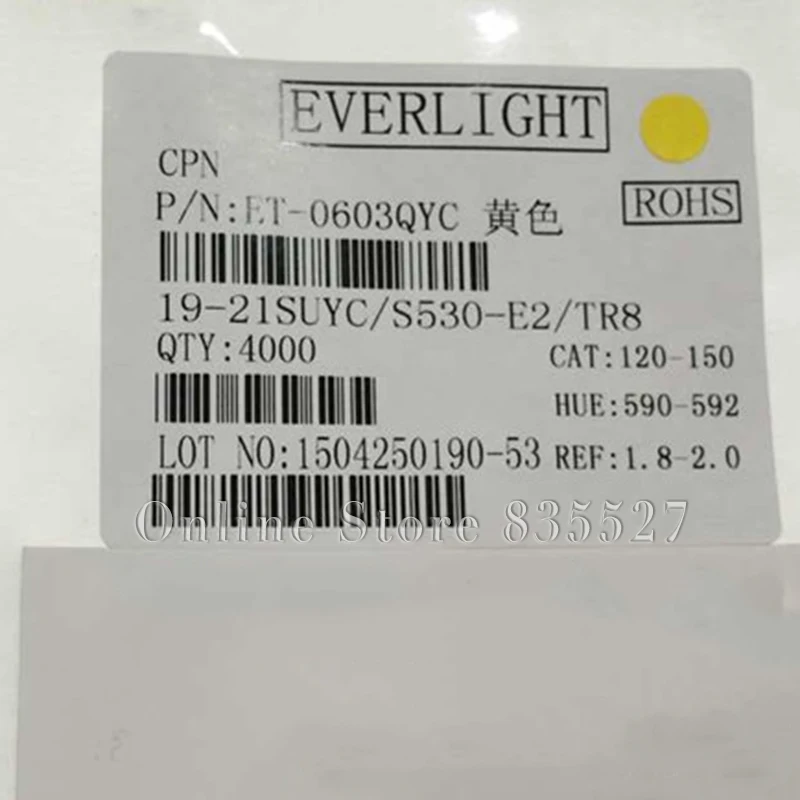 EVERLIGHT
CPN
P/N:ET-0603QYC 黄色
ROHS
19-21SUYC/S530-E2/TR8
QTY:4000
CAT:120-150
HUE:590-592
LOT NO:1504250190-53
REF:1.8-2.0
Online Store 835527